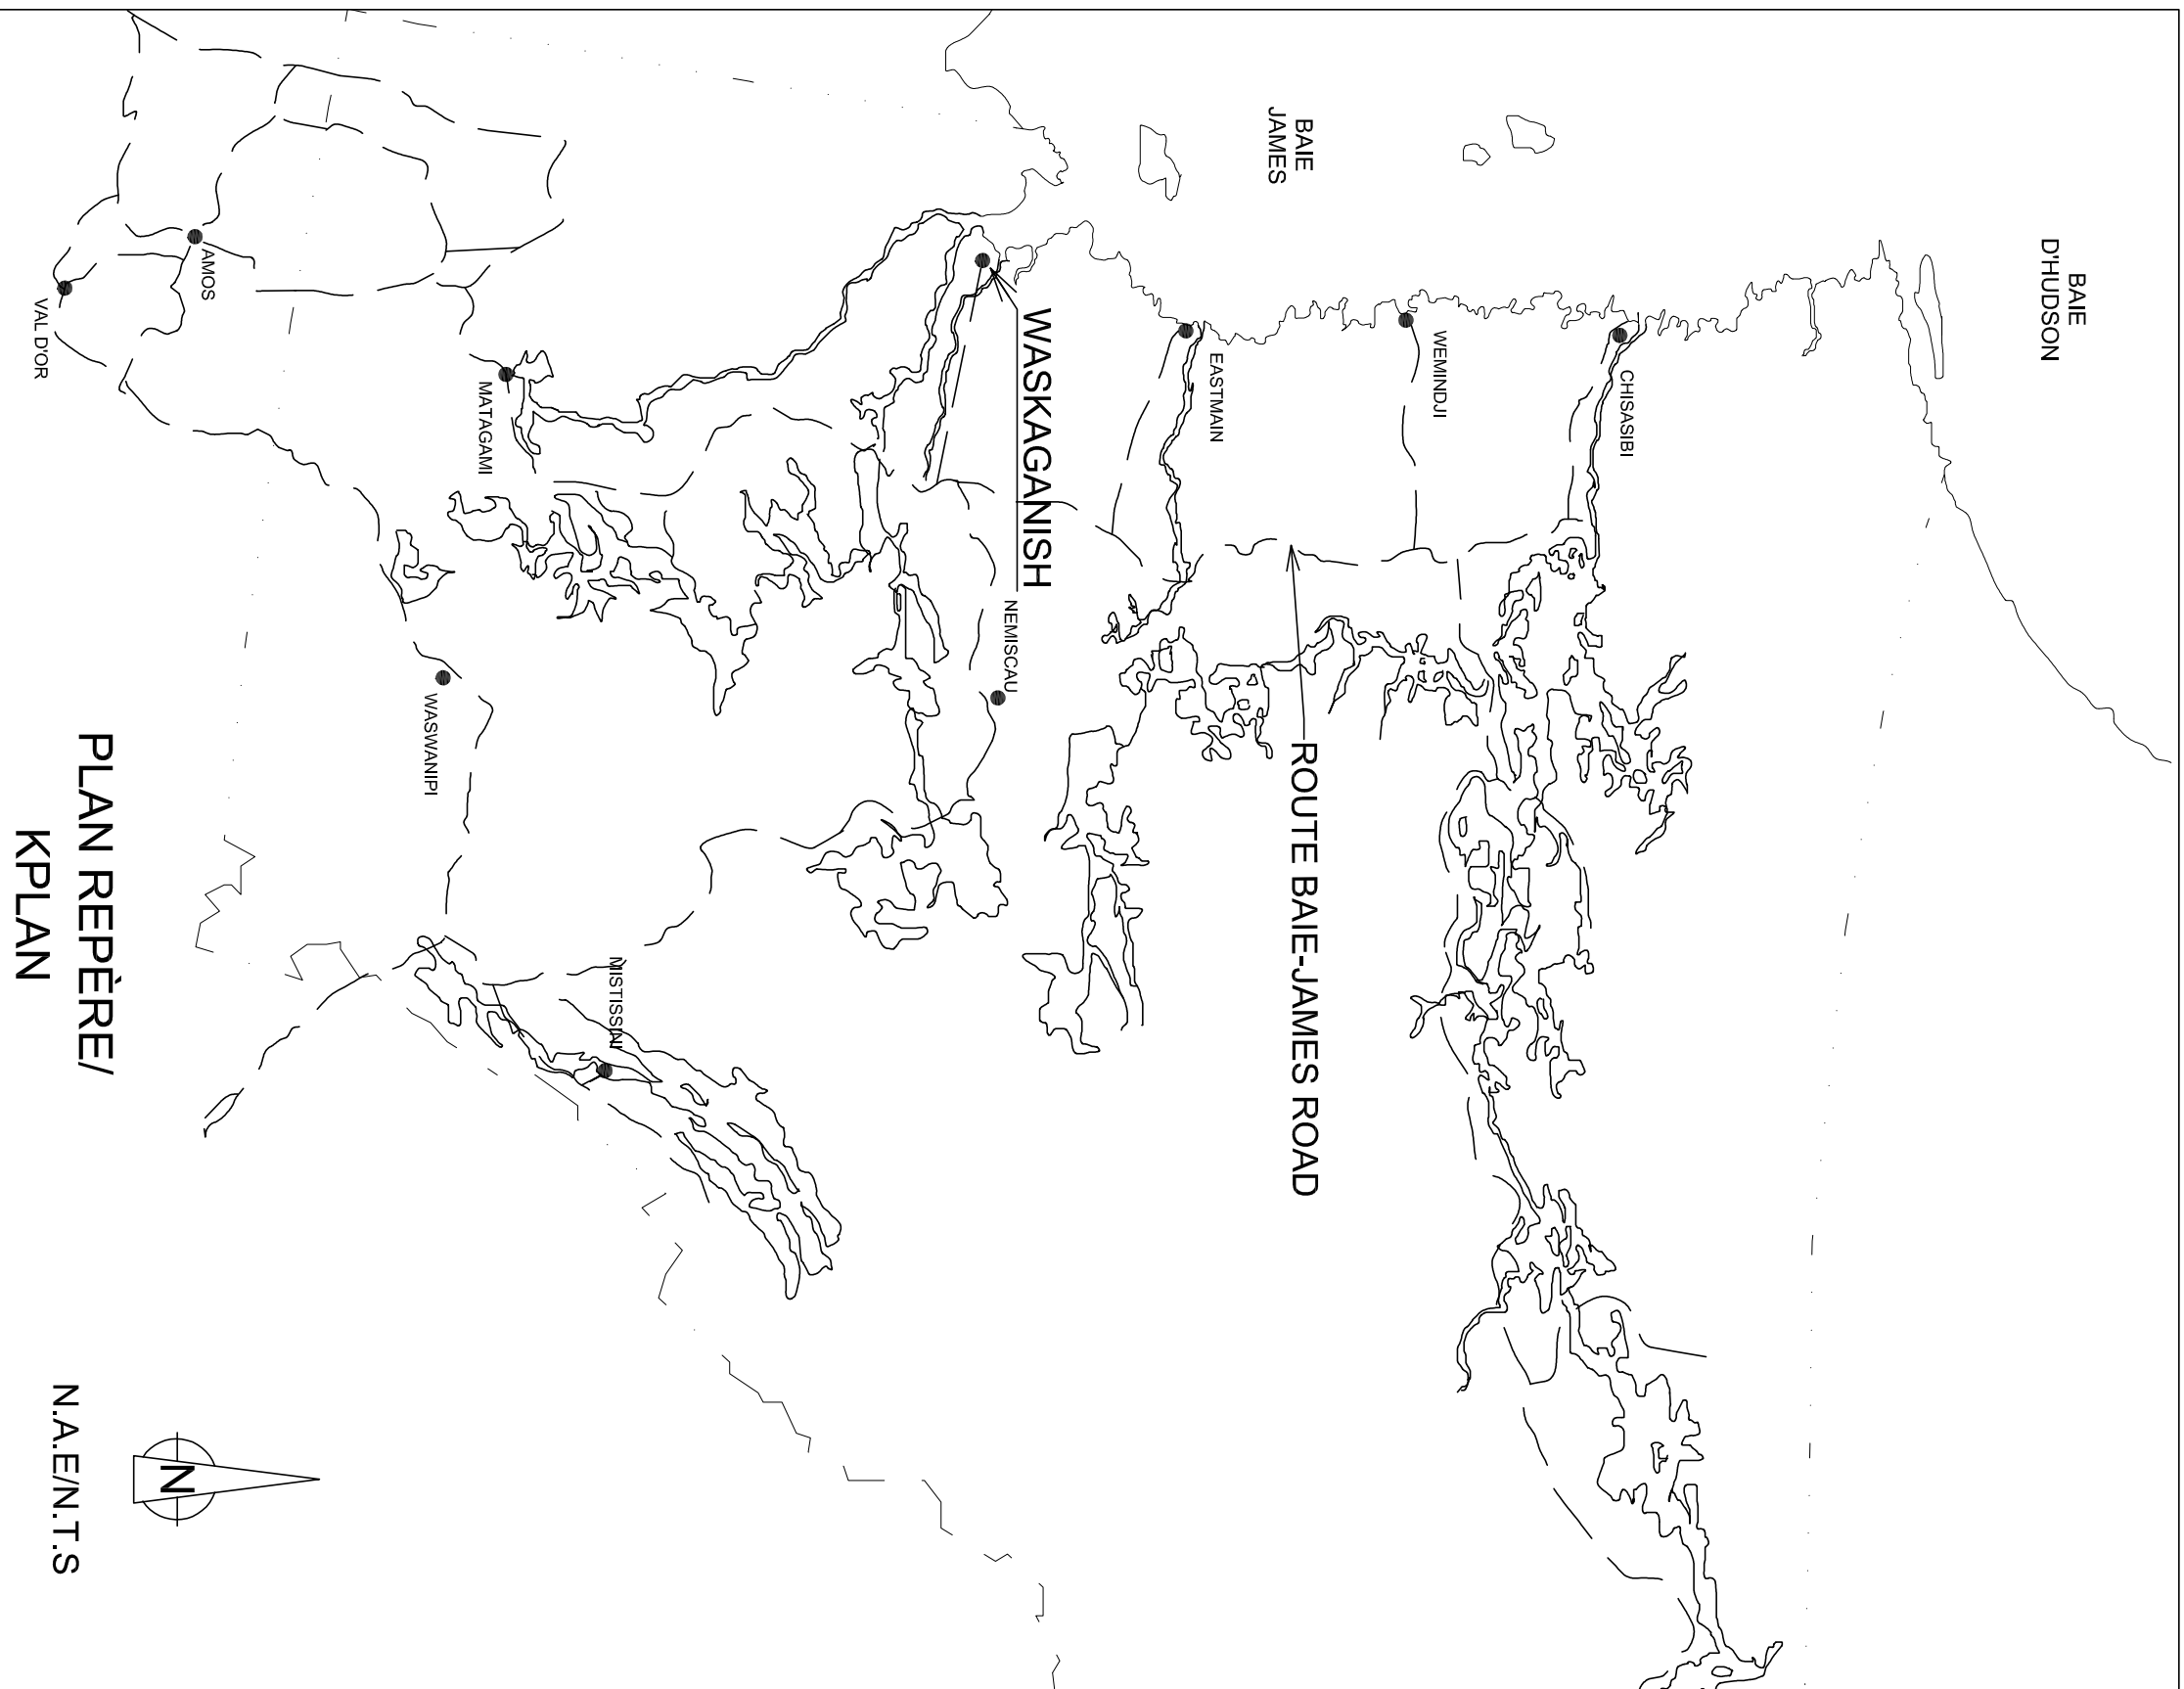 BAIE
D'HUDSON
BAIE
JAMES
CHISASIBI
WEMINDJI
EASTMAIN
WASKAGANISH
ROUTE BAIE-JAMES ROAD
NEMISCAU
MISTISSINI
MATAGAMI
WASWANIPI
AMOS
VAL D'OR
PLAN REPÈRE/
KPLAN
N
N.A.E/N.T.S